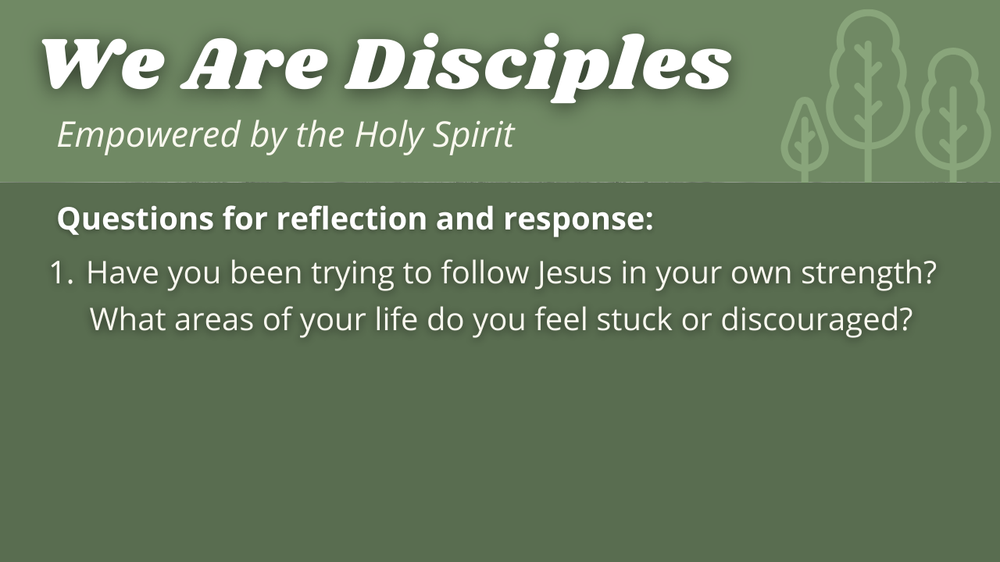 We Are Disciples
Empowered by the Holy Spirit
Questions for reflection and response:
1. Have you been trying to follow Jesus in your own strength?
What areas of your life do you feel stuck or discouraged?